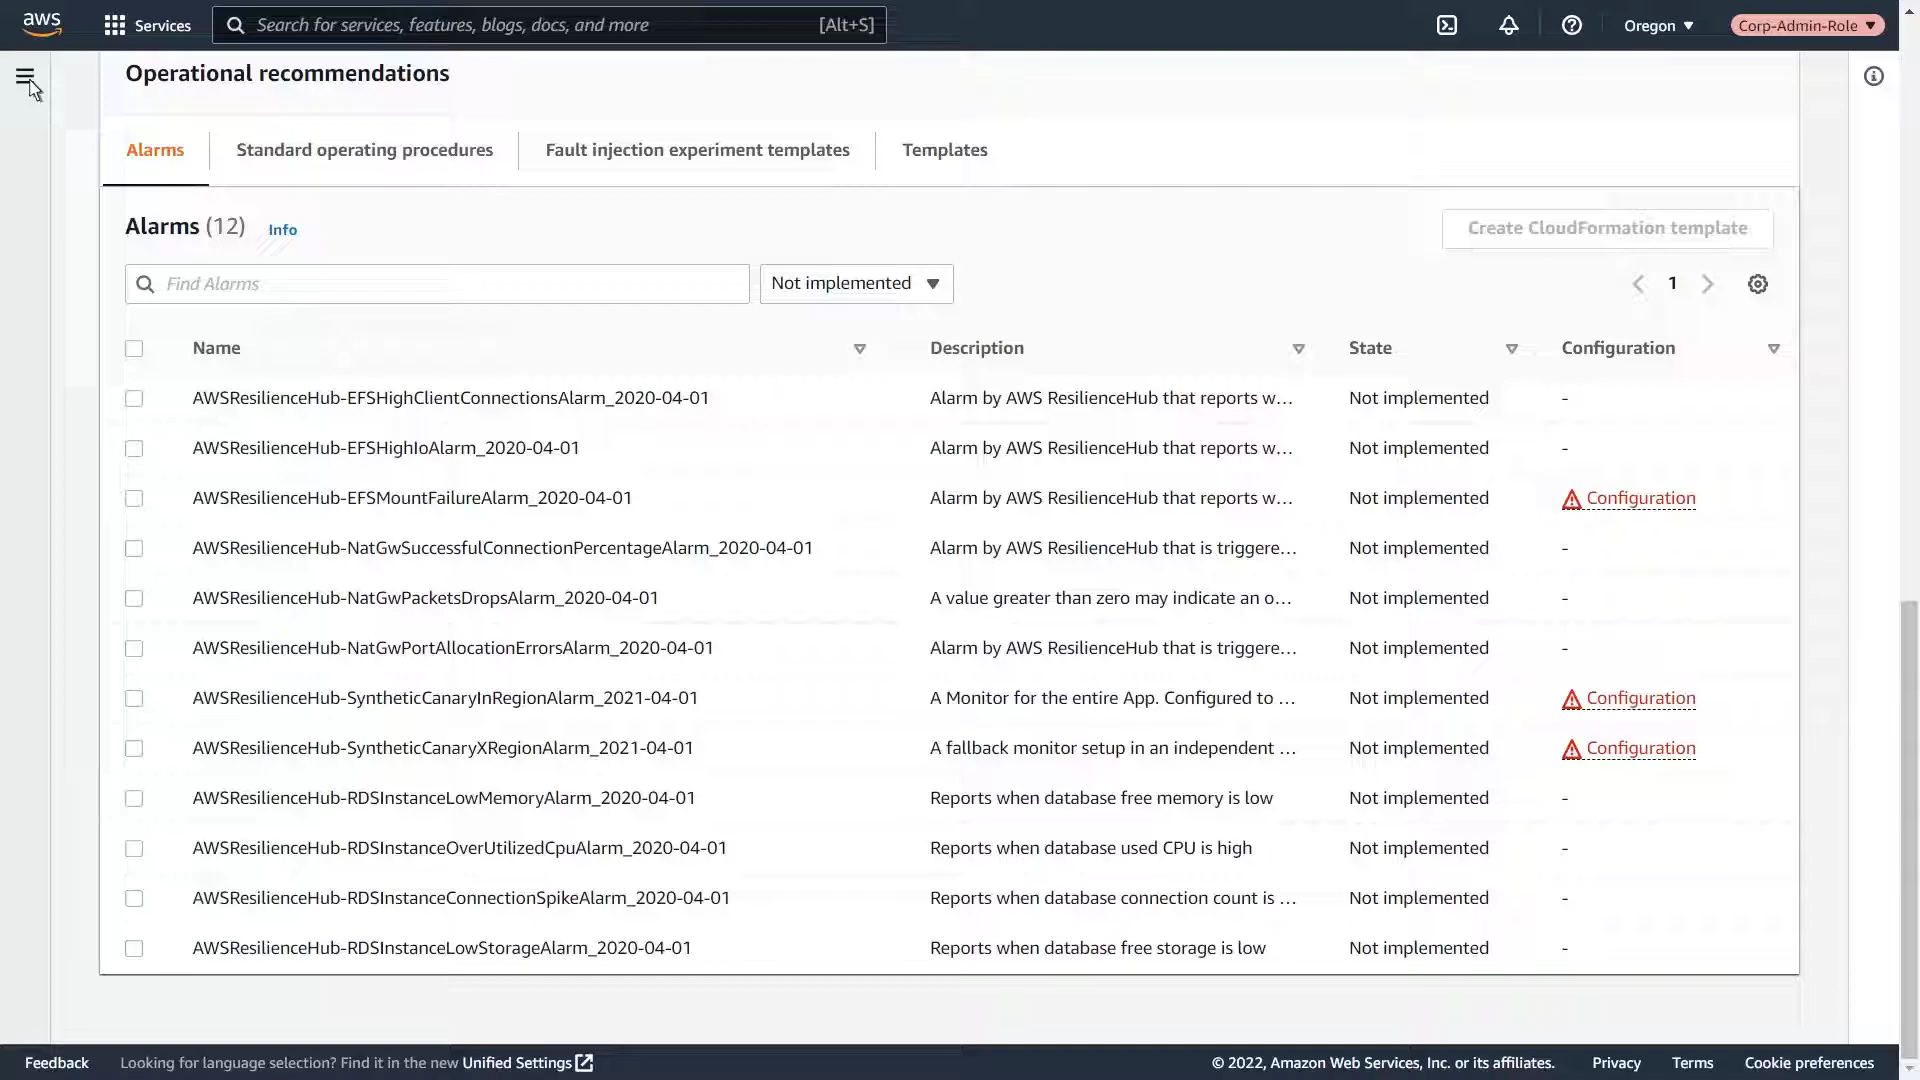 aws Services Search for services, features, blogs, docs, and more [Alt+S] Oregon Corp-Admin-Role
Operational recommendations
Alarms Standard operating procedures Fault injection experiment templates Templates
Alarms (12) Info Create CloudFormation template
Find Alarms Not implemented 1
Name Description State Configuration
AWSResilienceHub-EFSHighClientConnectionsAlarm_2020-04-01 Alarm by AWS ResilienceHub that reports w... Not implemented -
AWSResilienceHub-EFSHighIoAlarm_2020-04-01 Alarm by AWS ResilienceHub that reports w... Not implemented -
AWSResilienceHub-EFSMountFailureAlarm_2020-04-01 Alarm by AWS ResilienceHub that reports w... Not implemented Configuration
AWSResilienceHub-NatGwSuccessfulConnectionPercentageAlarm_2020-04-01 Alarm by AWS ResilienceHub that is triggere... Not implemented -
AWSResilienceHub-NatGwPacketsDropsAlarm_2020-04-01 A value greater than zero may indicate an o... Not implemented -
AWSResilienceHub-NatGwPortAllocationErrorsAlarm_2020-04-01 Alarm by AWS ResilienceHub that is triggere... Not implemented -
AWSResilienceHub-SyntheticCanaryInRegionAlarm_2021-04-01 A Monitor for the entire App. Configured to ... Not implemented Configuration
AWSResilienceHub-SyntheticCanaryXRegionAlarm_2021-04-01 A fallback monitor setup in an independent ... Not implemented Configuration
AWSResilienceHub-RDSInstanceLowMemoryAlarm_2020-04-01 Reports when database free memory is low Not implemented -
AWSResilienceHub-RDSInstanceOverUtilizedCpuAlarm_2020-04-01 Reports when database used CPU is high Not implemented -
AWSResilienceHub-RDSInstanceConnectionSpikeAlarm_2020-04-01 Reports when database connection count is ... Not implemented -
AWSResilienceHub-RDSInstanceLowStorageAlarm_2020-04-01 Reports when database free storage is low Not implemented -
Feedback Looking for language selection? Find it in the new Unified Settings © 2022, Amazon Web Services, Inc. or its affiliates. Privacy Terms Cookie preferences